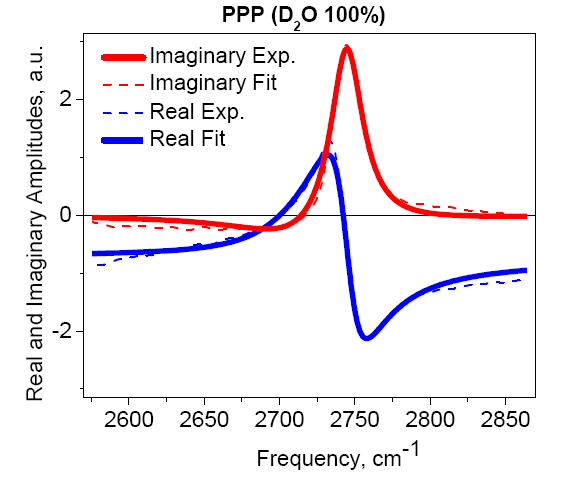 PPP (D₂O 100%)
Imaginary Exp.
Imaginary Fit
Real Exp.
Real Fit
Real and Imaginary Amplitudes, a.u.
2
0
-2
2600 2650 2700 2750 2800 2850
Frequency, cm⁻¹